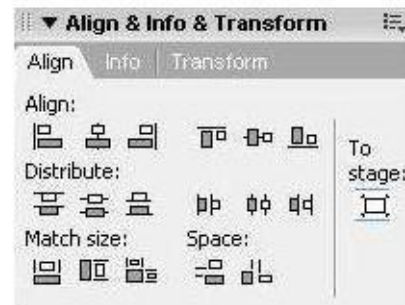 Align & Info & Transform
Align Info Transform
Align:
To stage:
Distribute:
Match size: Space: